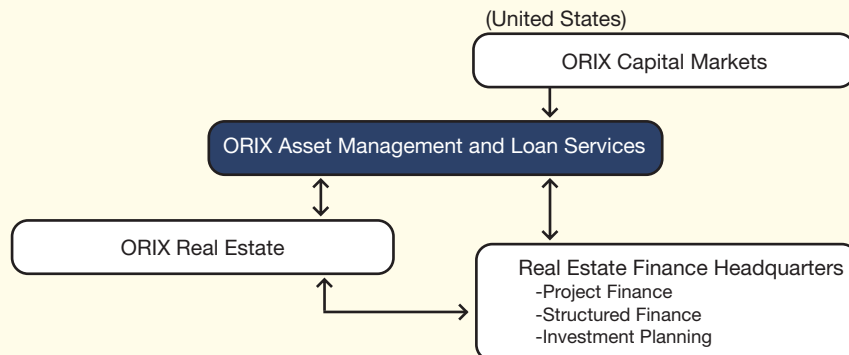 (United States)
ORIX Capital Markets
ORIX Asset Management and Loan Services
ORIX Real Estate
Real Estate Finance Headquarters
-Project Finance
-Structured Finance
-Investment Planning